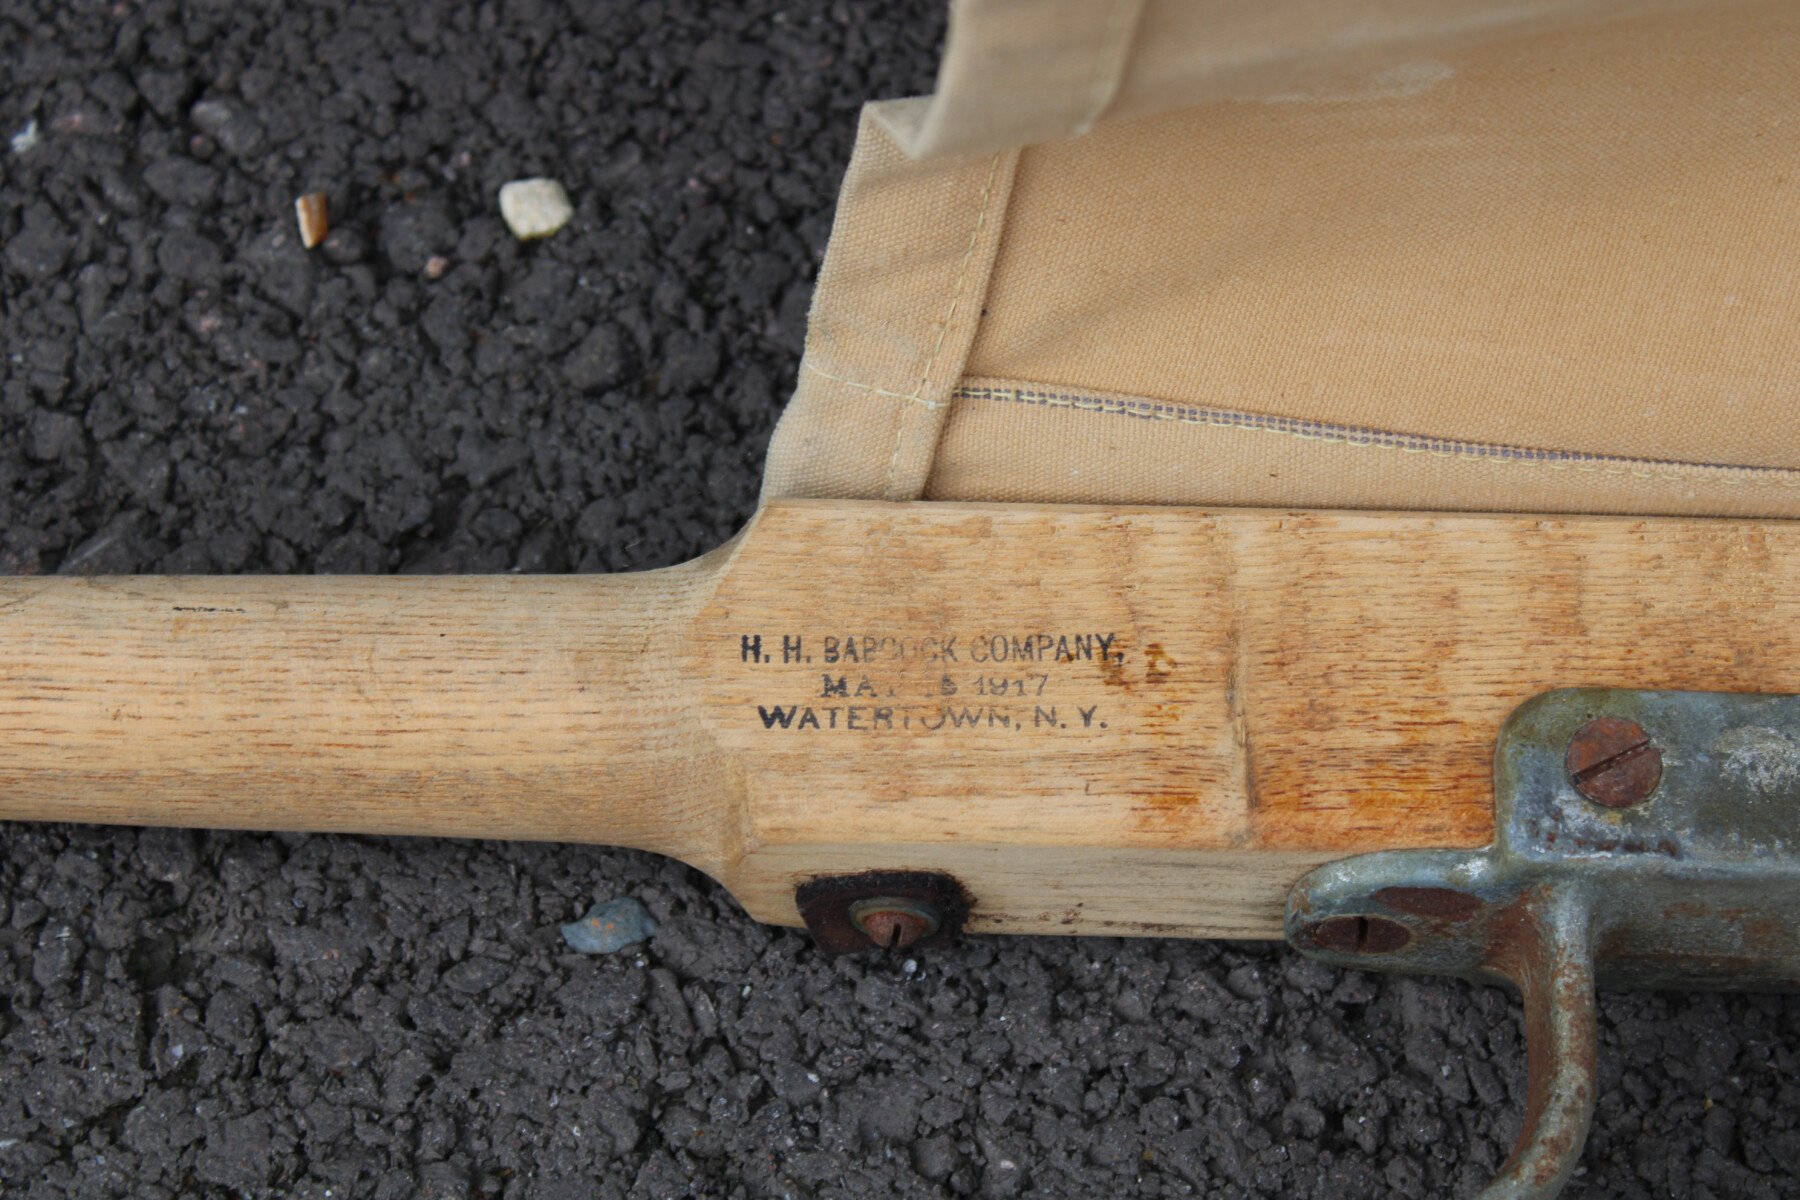 H. H. BABCOCK COMPANY,
1917
WATERTOWN, N. Y.